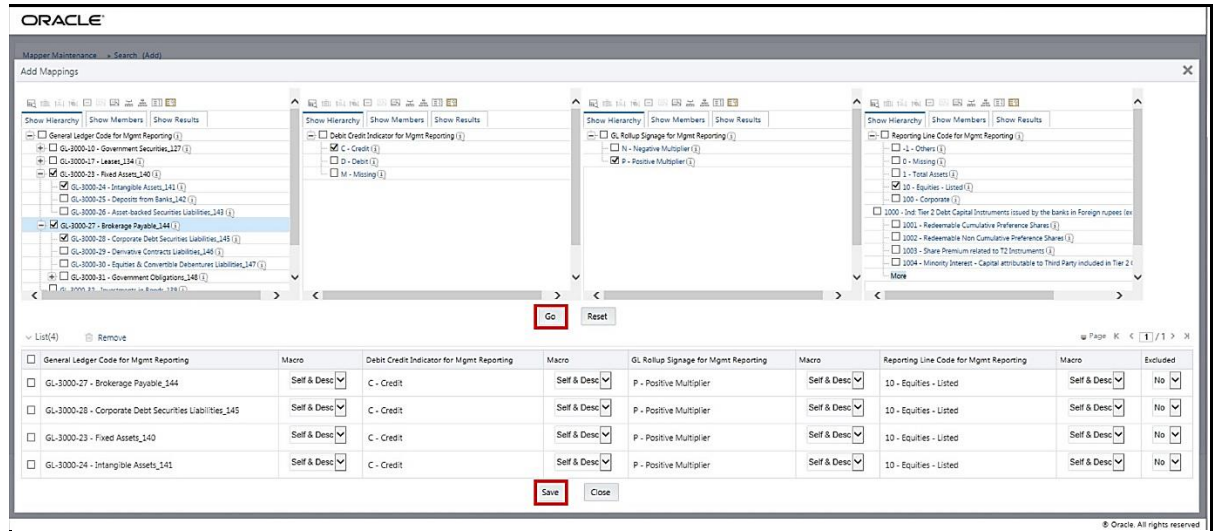 ORACLE
Mapper Maintenance » Search (Add)
Add Mappings
Show Hierarchy Show Members Show Results
General Ledger Code for Mgmt Reporting
GL-3000-10 - Government Securities_127
GL-3000-17 - Leases_134
GL-3000-23 - Fixed Assets_140
GL-3000-24 - Intangible Assets_141
GL-3000-25 - Deposits from Banks_142
GL-3000-26 - Asset-backed Securities Liabilities_143
GL-3000-27 - Brokerage Payable_144
GL-3000-28 - Corporate Debt Securities Liabilities_145
GL-3000-29 - Derivative Contracts Liabilities_146
GL-3000-30 - Equities & Convertible Debentures Liabilities_147
GL-3000-31 - Government Obligations_148
Show Hierarchy Show Members Show Results
Debit Credit Indicator for Mgmt Reporting
C - Credit
D - Debit
M - Missing
Show Hierarchy Show Members Show Results
GL Rollup Signage for Mgmt Reporting
N - Negative Multiplier
P - Positive Multiplier
Show Hierarchy Show Members Show Results
Reporting Line Code for Mgmt Reporting
-1 - Others
0 - Missing
1 - Total Assets
10 - Equities - Listed
100 - Corporate
1000 - Ind: Tier 2 Debt Capital Instruments issued by the banks in Foreign rupees (ex
1001 - Redeemable Cumulative Preference Shares
1002 - Redeemable Non Cumulative Preference Shares
1003 - Share Premium related to T2 Instruments
1004 - Minority Interest - Capital attributable to Third Party included in Tier 2
More
Go Reset
List(4) Remove Page 1 / 1
General Ledger Code for Mgmt Reporting Macro Debit Credit Indicator for Mgmt Reporting Macro GL Rollup Signage for Mgmt Reporting Macro Reporting Line Code for Mgmt Reporting Macro Excluded
GL-3000-27 - Brokerage Payable_144 Self & Desc C - Credit Self & Desc P - Positive Multiplier Self & Desc 10 - Equities - Listed Self & Desc No
GL-3000-28 - Corporate Debt Securities Liabilities_145 Self & Desc C - Credit Self & Desc P - Positive Multiplier Self & Desc 10 - Equities - Listed Self & Desc No
GL-3000-23 - Fixed Assets_140 Self & Desc C - Credit Self & Desc P - Positive Multiplier Self & Desc 10 - Equities - Listed Self & Desc No
GL-3000-24 - Intangible Assets_141 Self & Desc C - Credit Self & Desc P - Positive Multiplier Self & Desc 10 - Equities - Listed Self & Desc No
Save Close
© Oracle. All rights reserved